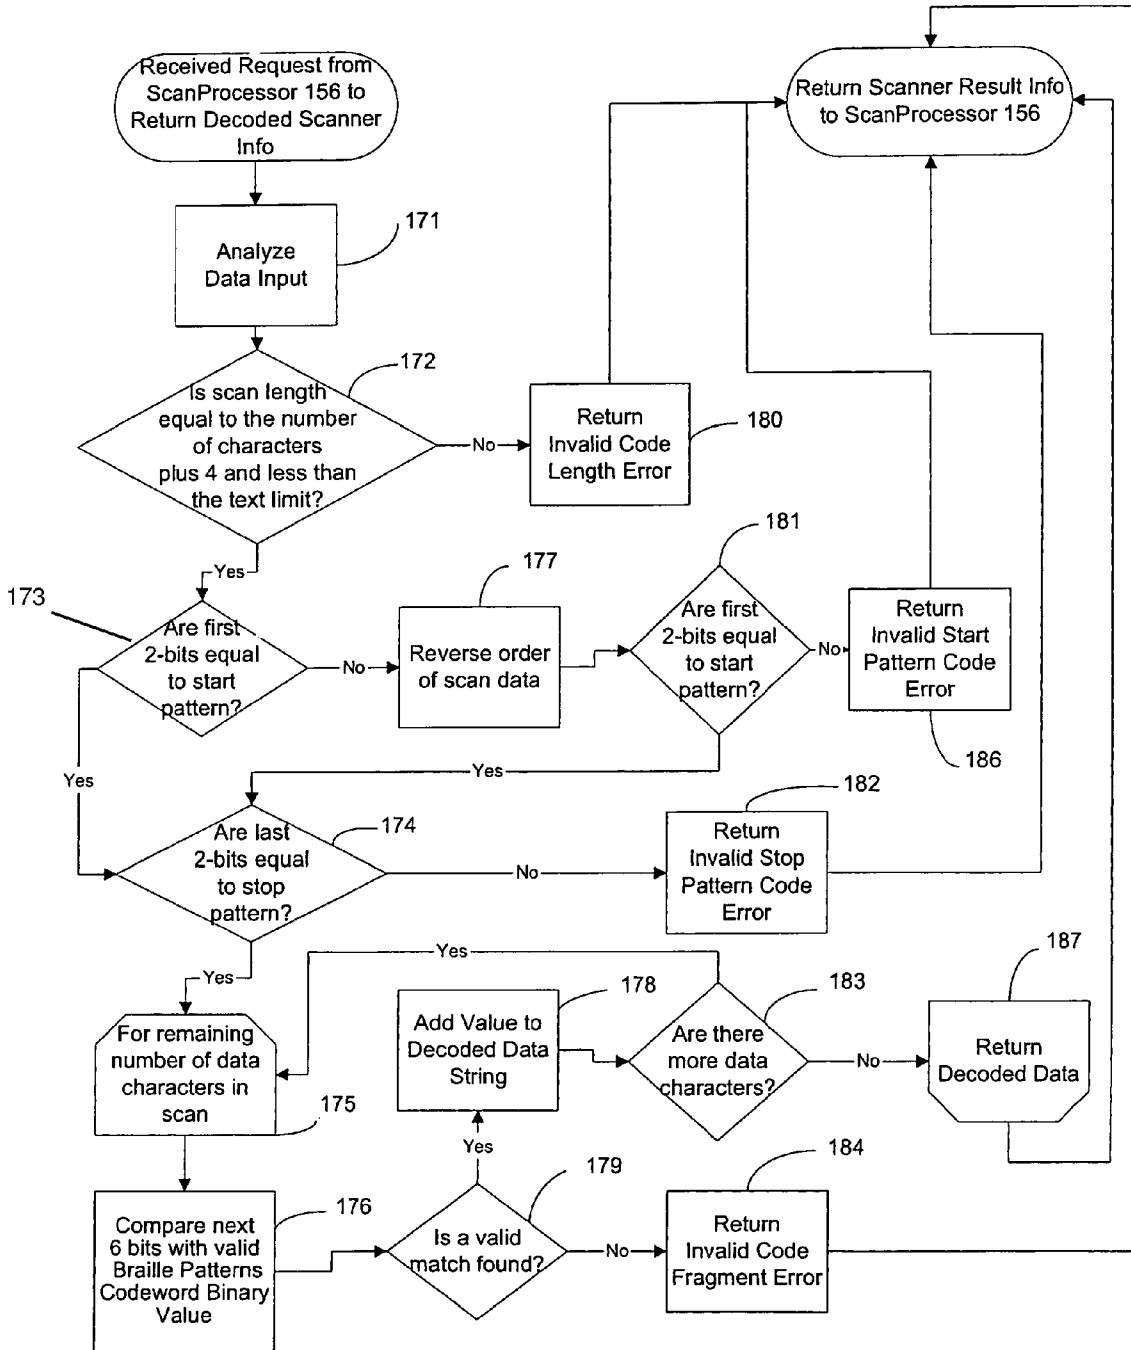 Received Request from
ScanProcessor 156 to
Return Decoded Scanner
Info
Return Scanner Result Info
to ScanProcessor 156
171
Analyze
Data Input
172
Is scan length
equal to the number
of characters
plus 4 and less than
the text limit?
No
Return
Invalid Code
Length Error
180
Yes
173
Are first
2-bits equal
to start
pattern?
No
177
Reverse order
of scan data
181
Are first
2-bits equal
to start
pattern?
No
Return
Invalid Start
Pattern Code
Error
186
Yes
Yes
174
Are last
2-bits equal
to stop
pattern?
No
182
Return
Invalid Stop
Pattern Code
Error
Yes
Yes
For remaining
number of data
characters in
scan
175
178
Add Value to
Decoded Data
String
183
Are there
more data
characters?
No
187
Return
Decoded Data
Yes
176
Compare next
6 bits with valid
Braille Patterns
Codeword Binary
Value
179
Is a valid
match found?
No
184
Return
Invalid Code
Fragment Error